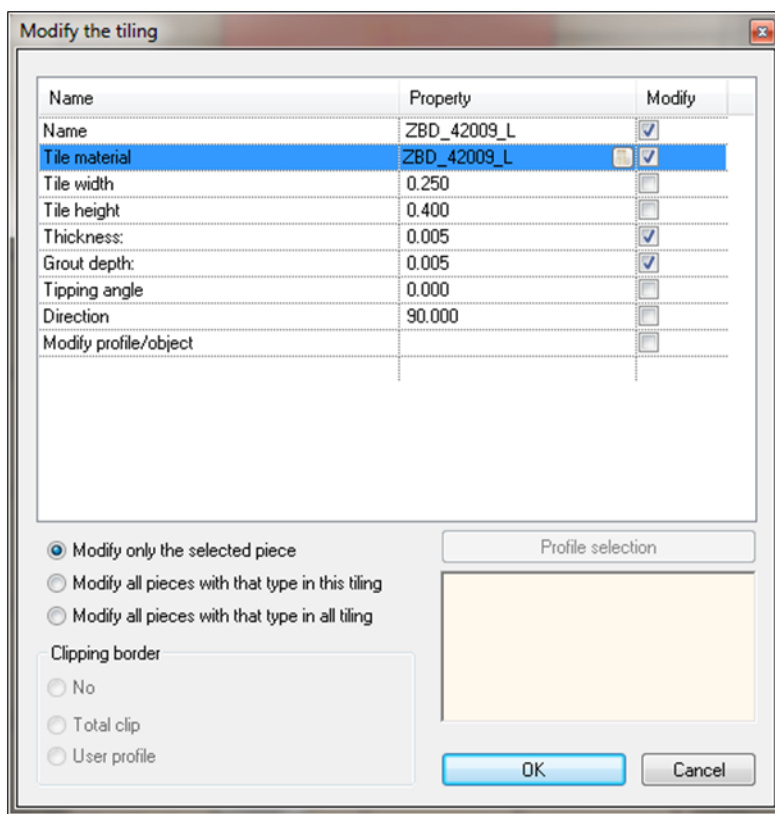 Modify the tiling
Name Property Modify
Name ZBD_42009_L
Tile material ZBD_42009_L
Tile width 0.250
Tile height 0.400
Thickness: 0.005
Grout depth: 0.005
Tipping angle 0.000
Direction 90.000
Modify profile/object
Modify only the selected piece
Modify all pieces with that type in this tiling
Modify all pieces with that type in all tiling
Profile selection
Clipping border
No
Total clip
User profile
OK Cancel